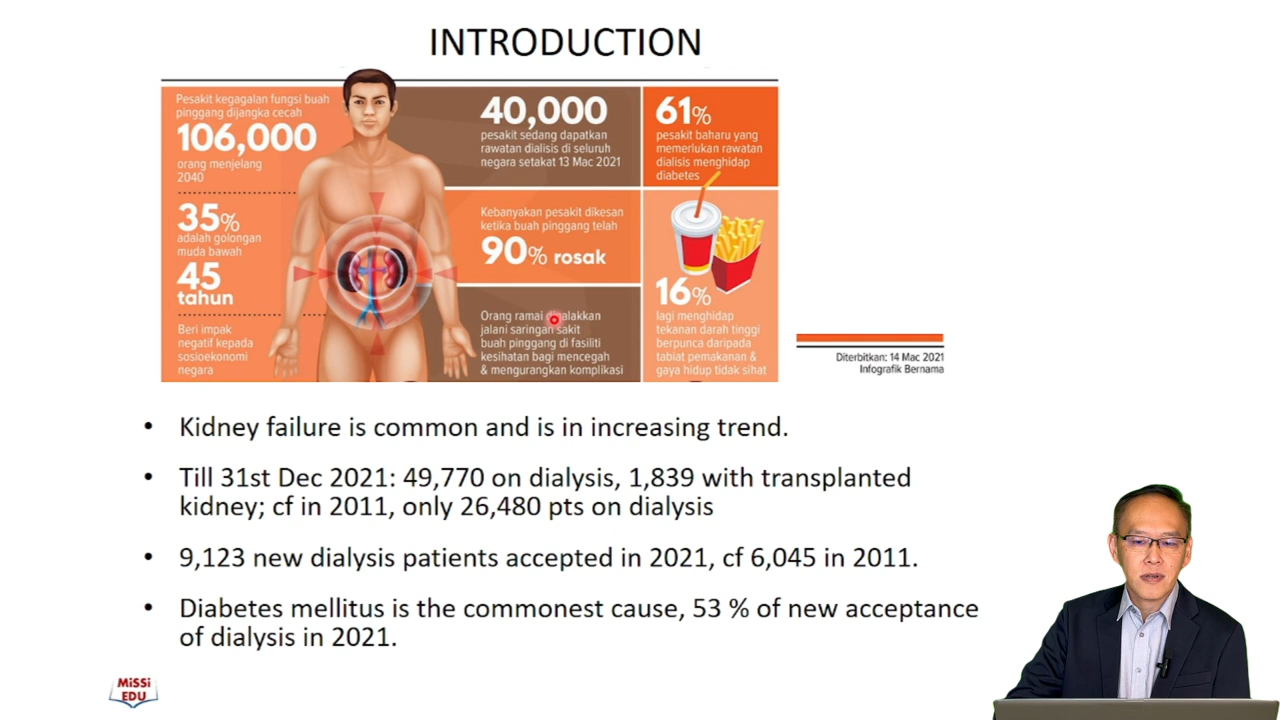 INTRODUCTION
Pesakit kegagalan fungsi buah
pinggang dijangka cecah
106,000
orang menjelang
2040
35%
adalah golongan
muda bawah
45
tahun
Beri impak
negatif kepada
sosioekonomi
negara
40,000
pesakit sedang dapatkan
rawatan dialisis di seluruh
negara setakat 13 Mac 2021
Kebanyakan pesakit dikesan
ketika buah pinggang telah
90% rosak
Orang ramai
jalani saringan sakit
buah pinggang di fasiliti
kesihatan bagi mencegah
& mengurangkan komplikasi
61%
pesakit baharu yang
memerlukan rawatan
dialisis menghidap
diabetes
16%
lagi menghidap
tekanan darah tinggi
berpunca daripada
tabiat pemakanan &
gaya hidup tidak sihat
Diterbitkan: 14 Mac 2021
Infografik Bernama
• Kidney failure is common and is in increasing trend.
• Till 31st Dec 2021: 49,770 on dialysis, 1,839 with transplanted
kidney; cf in 2011, only 26,480 pts on dialysis
• 9,123 new dialysis patients accepted in 2021, cf 6,045 in 2011.
• Diabetes mellitus is the commonest cause, 53 % of new acceptance
of dialysis in 2021.
MiSSi
EDU